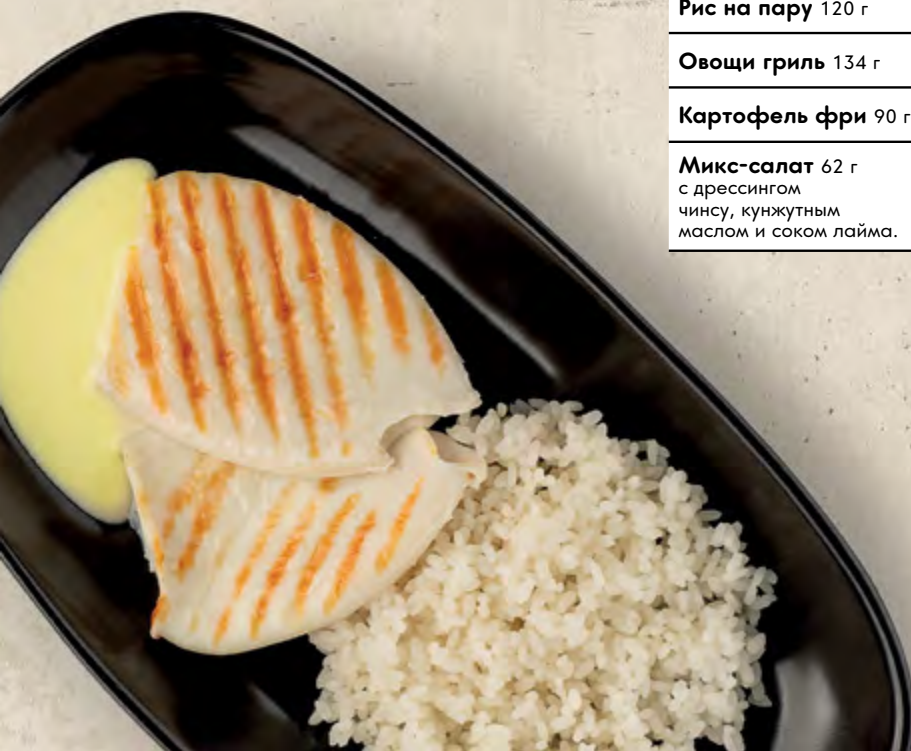 Рис на пару 120 г
Овощи гриль 134 г
Картофель фри 90 г
Микс-салат 62 г
с дрессингом
чинсу, кунжутным
маслом и соком лайма.